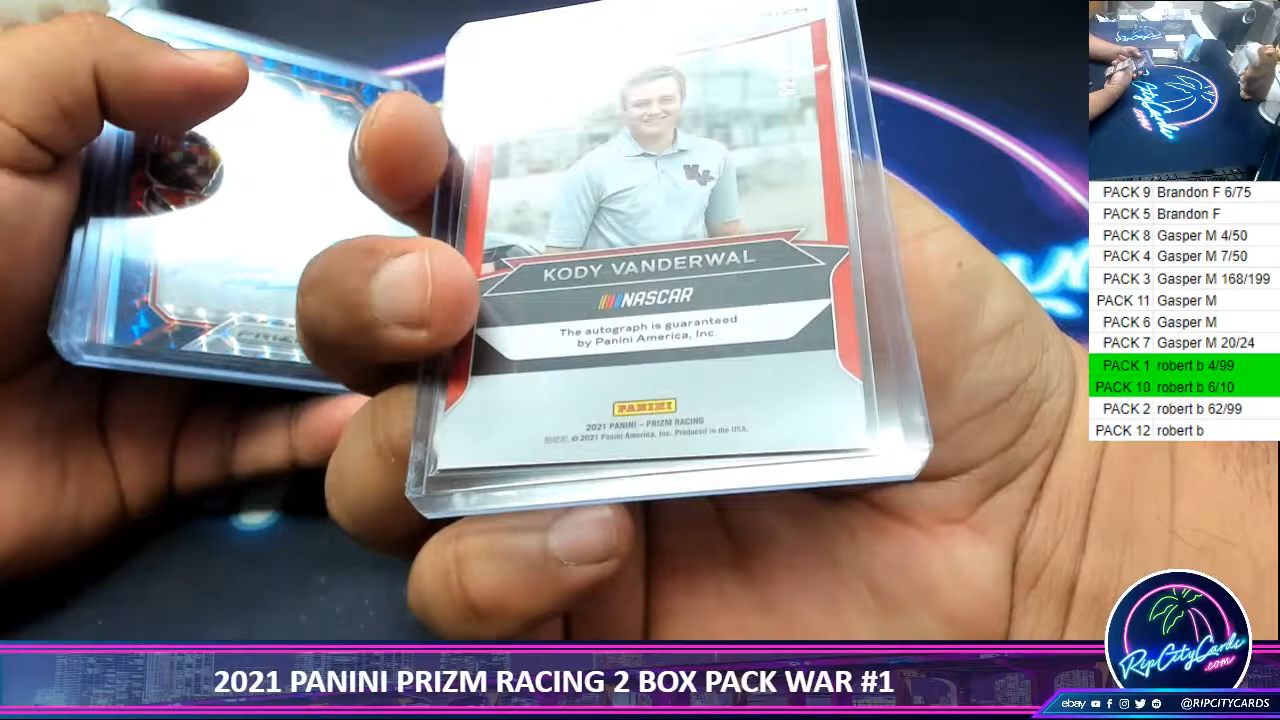 KV
KODY VANDERWAL
NASCAR
The autograph is guaranteed
by Panini America, Inc
PANINI
2021 PANINI – PRIZM RACING
© 2021 Panini America, Inc. Produced in the USA.
PACK 9 Brandon F 6/75
PACK 5 Brandon F
PACK 8 Gasper M 4/50
PACK 4 Gasper M 7/50
PACK 3 Gasper M 168/199
PACK 11 Gasper M
PACK 6 Gasper M
PACK 7 Gasper M 20/24
PACK 1 robert b 4/99
PACK 10 robert b 6/10
PACK 2 robert b 62/99
PACK 12 robert b
RipCityCards
.com
2021 PANINI PRIZM RACING 2 BOX PACK WAR #1
ebay @RIPCITYCARDS